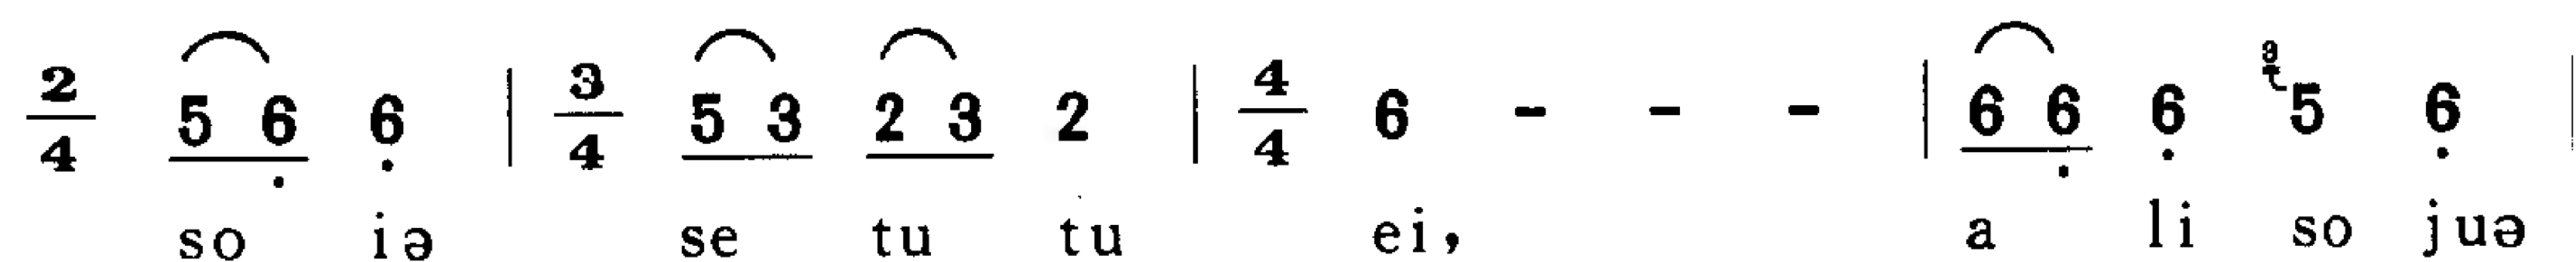 2/4 5 6̣ 6̣ | 3/4 5 3 2 3 2 | 4/4 6 - - - | 6 6̣ 6̣ 5 6̣ |
so iə se tu tu ei, a li so juə